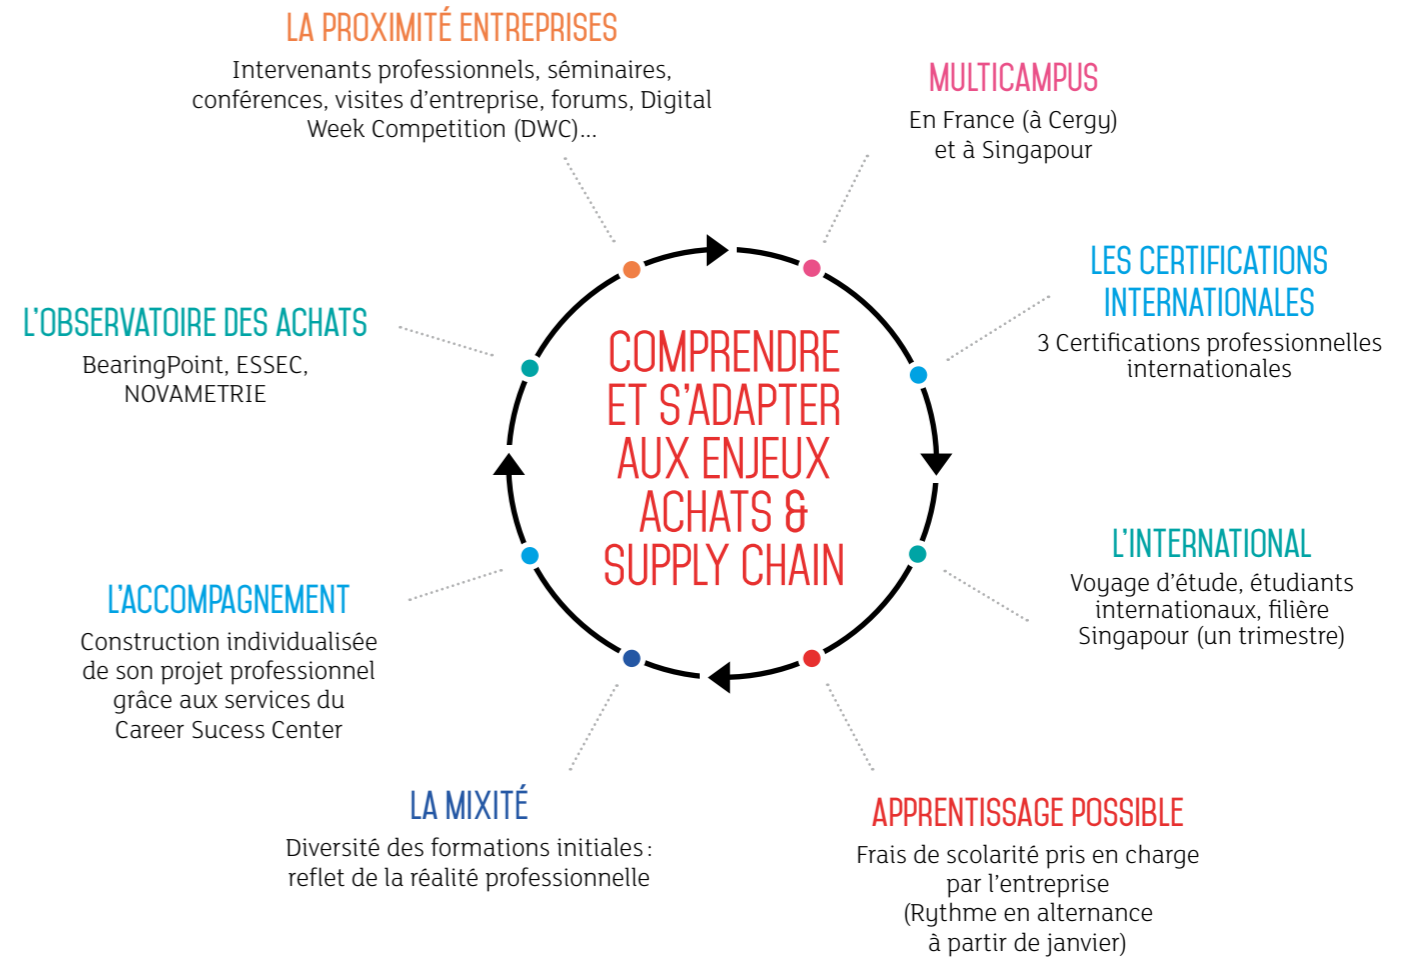 LA PROXIMITÉ ENTREPRISES
Intervenants professionnels, séminaires,
conférences, visites d'entreprise, forums, Digital
Week Competition (DWC)...
MULTICAMPUS
En France (à Cergy)
et à Singapour
LES CERTIFICATIONS
INTERNATIONALES
3 Certifications professionnelles
internationales
L'INTERNATIONAL
Voyage d'étude, étudiants
internationaux, filière
Singapour (un trimestre)
APPRENTISSAGE POSSIBLE
Frais de scolarité pris en charge
par l'entreprise
(Rythme en alternance
à partir de janvier)
LA MIXITÉ
Diversité des formations initiales :
reflet de la réalité professionnelle
L'ACCOMPAGNEMENT
Construction individualisée
de son projet professionnel
grâce aux services du
Career Sucess Center
L'OBSERVATOIRE DES ACHATS
BearingPoint, ESSEC,
NOVAMETRIE
COMPRENDRE
ET S'ADAPTER
AUX ENJEUX
ACHATS &
SUPPLY CHAIN